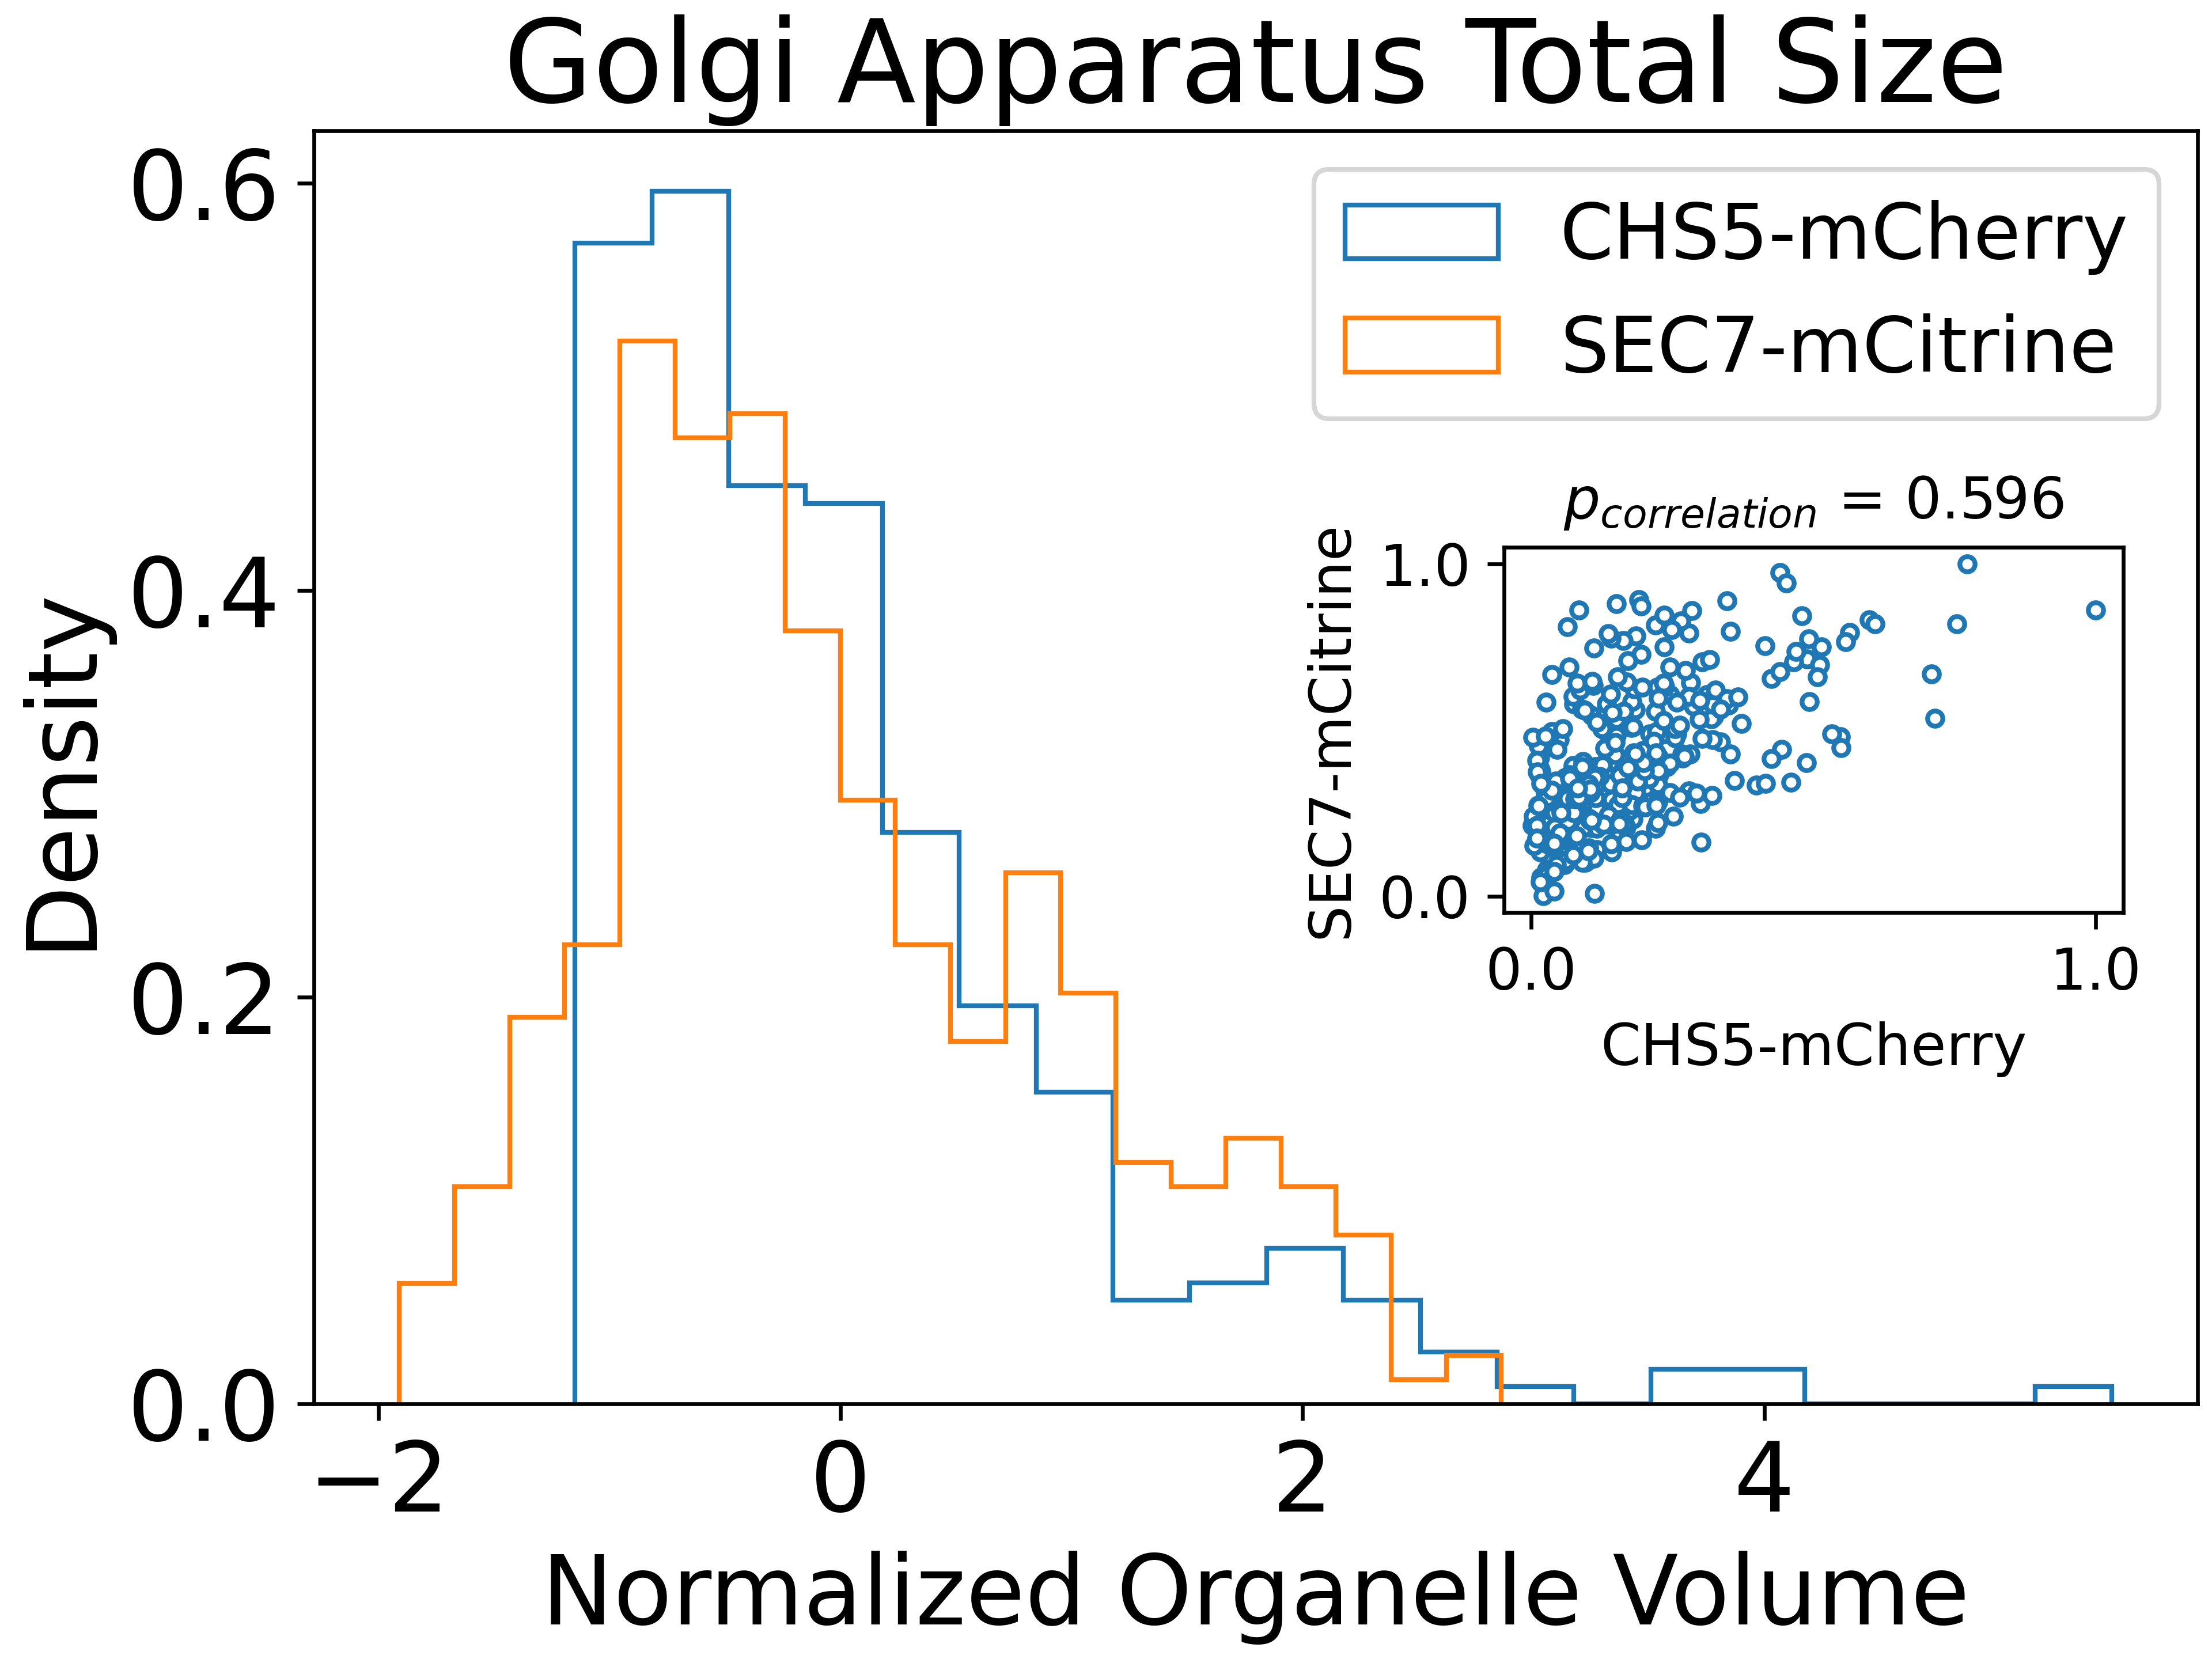 Golgi Apparatus Total Size
CHS5-mCherry
SEC7-mCitrine
Density
0.6
0.4
0.2
0.0
−2
0
2
4
Normalized Organelle Volume
pcorrelation = 0.596
SEC7-mCitrine
1.0
0.0
0.0
1.0
CHS5-mCherry